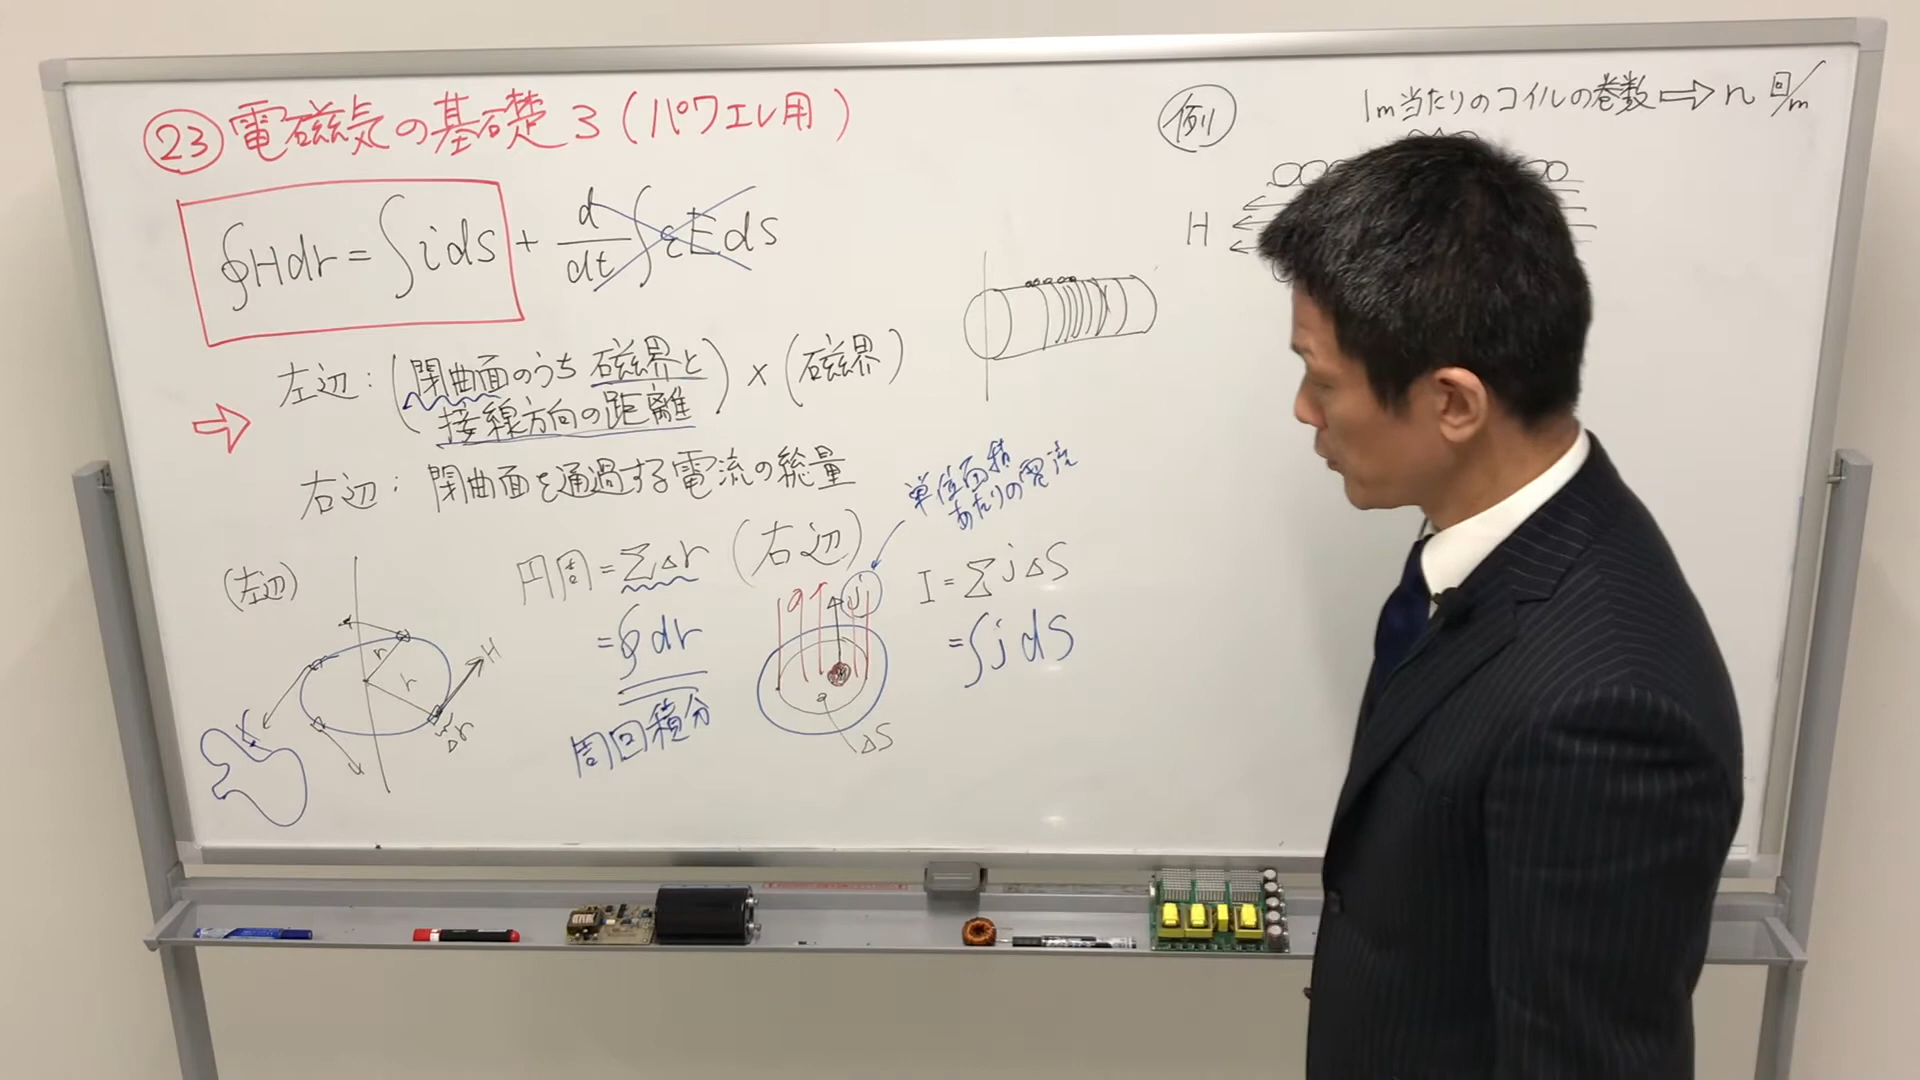 ㉓ 電磁気の基礎3(パワエレ用)
∮Hdr=∫ids + d/dt ∫εEds
左辺:(閉曲面のうち磁界と接線方向の距離)×(磁界)
⇨
右辺:閉曲面を通過する電流の総量
(左辺)
r
r
H
Δr
円周=ΣΔr
=∮dr
周回積分
(右辺)
単位面積
あたりの電流
j
ΔS
I=ΣjΔS
=∫jdS
例
1m当たりのコイルの巻数⇨n 回/m
H